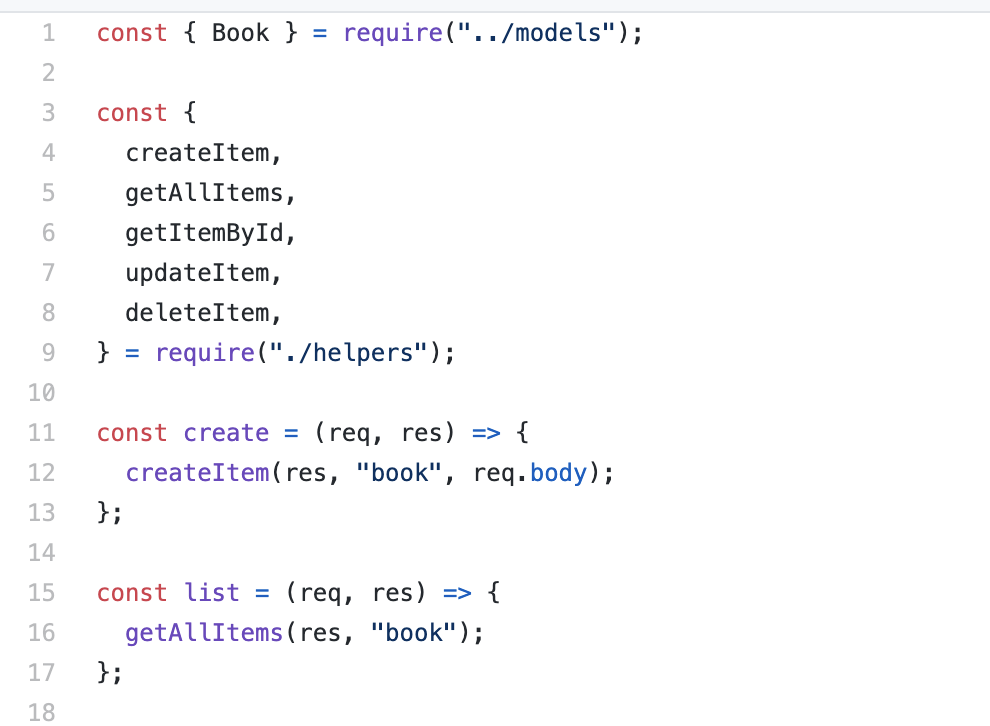 1 const { Book } = require("../models");
2
3 const {
4   createItem,
5   getAllItems,
6   getItemById,
7   updateItem,
8   deleteItem,
9 } = require("./helpers");
10
11 const create = (req, res) => {
12   createItem(res, "book", req.body);
13 };
14
15 const list = (req, res) => {
16   getAllItems(res, "book");
17 };
18